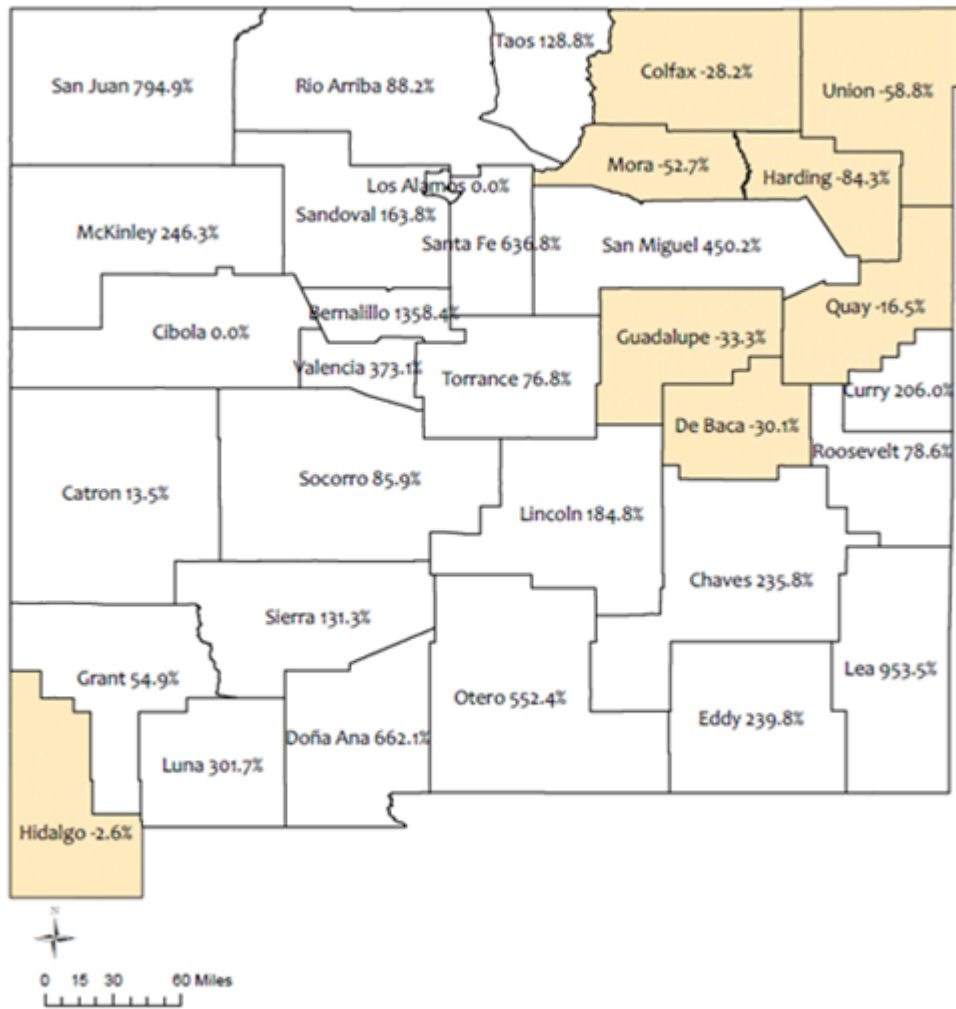 Taos 128.8%
Colfax -28.2%
San Juan 794.9%
Rio Arriba 88.2%
Union -58.8%
Mora -52.7%
Harding -84.3%
Los Alamos 0.0%
Sandoval 163.8%
McKinley 246.3%
Santa Fe 636.8%
San Miguel 450.2%
Quay -16.5%
Bernalillo 1358.4%
Cibola 0.0%
Guadalupe -33.3%
Valencia 373.1%
Torrance 76.8%
Curry 206.0%
De Baca -30.1%
Roosevelt 78.6%
Socorro 85.9%
Catron 13.5%
Lincoln 184.8%
Chaves 235.8%
Sierra 131.3%
Lea 953.5%
Grant 54.9%
Otero 552.4%
Eddy 239.8%
Doña Ana 662.1%
Luna 301.7%
Hidalgo -2.6%
N
0 15 30 60 Miles